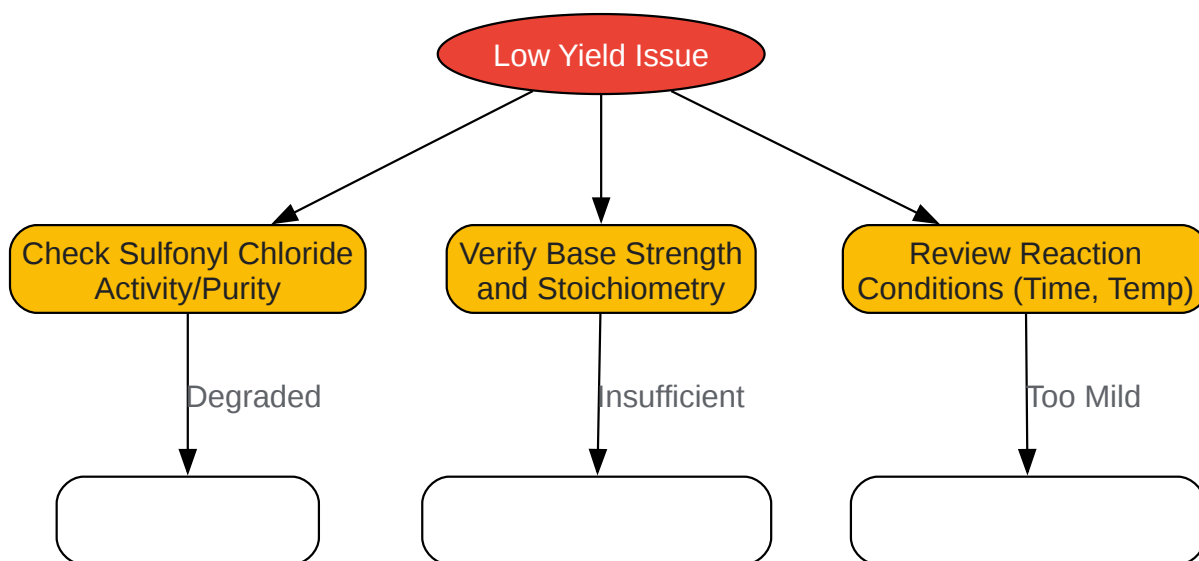 Low Yield Issue
Check Sulfonyl Chloride
Activity/Purity
Verify Base Strength
and Stoichiometry
Review Reaction
Conditions (Time, Temp)
Degraded
Insufficient
Too Mild